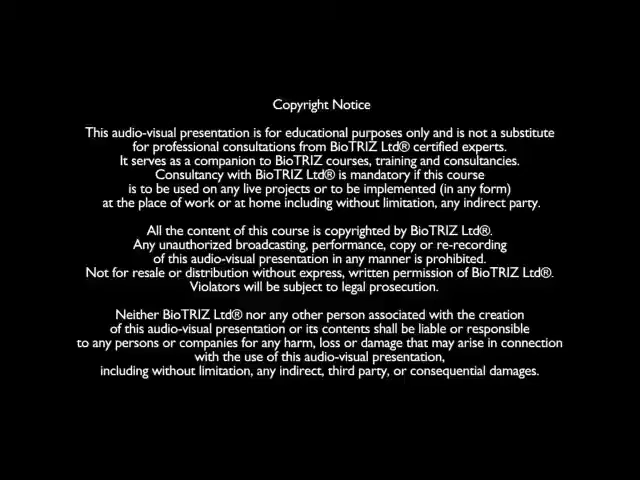 Copyright Notice
This audio-visual presentation is for educational purposes only and is not a substitute
for professional consultations from BioTRIZ Ltd® certified experts.
It serves as a companion to BioTRIZ courses, training and consultancies.
Consultancy with BioTRIZ Ltd® is mandatory if this course
is to be used on any live projects or to be implemented (in any form)
at the place of work or at home including without limitation, any indirect party.
All the content of this course is copyrighted by BioTRIZ Ltd®.
Any unauthorized broadcasting, performance, copy or re-recording
of this audio-visual presentation in any manner is prohibited.
Not for resale or distribution without express, written permission of BioTRIZ Ltd®.
Violators will be subject to legal prosecution.
Neither BioTRIZ Ltd® nor any other person associated with the creation
of this audio-visual presentation or its contents shall be liable or responsible
to any persons or companies for any harm, loss or damage that may arise in connection
with the use of this audio-visual presentation,
including without limitation, any indirect, third party, or consequential damages.